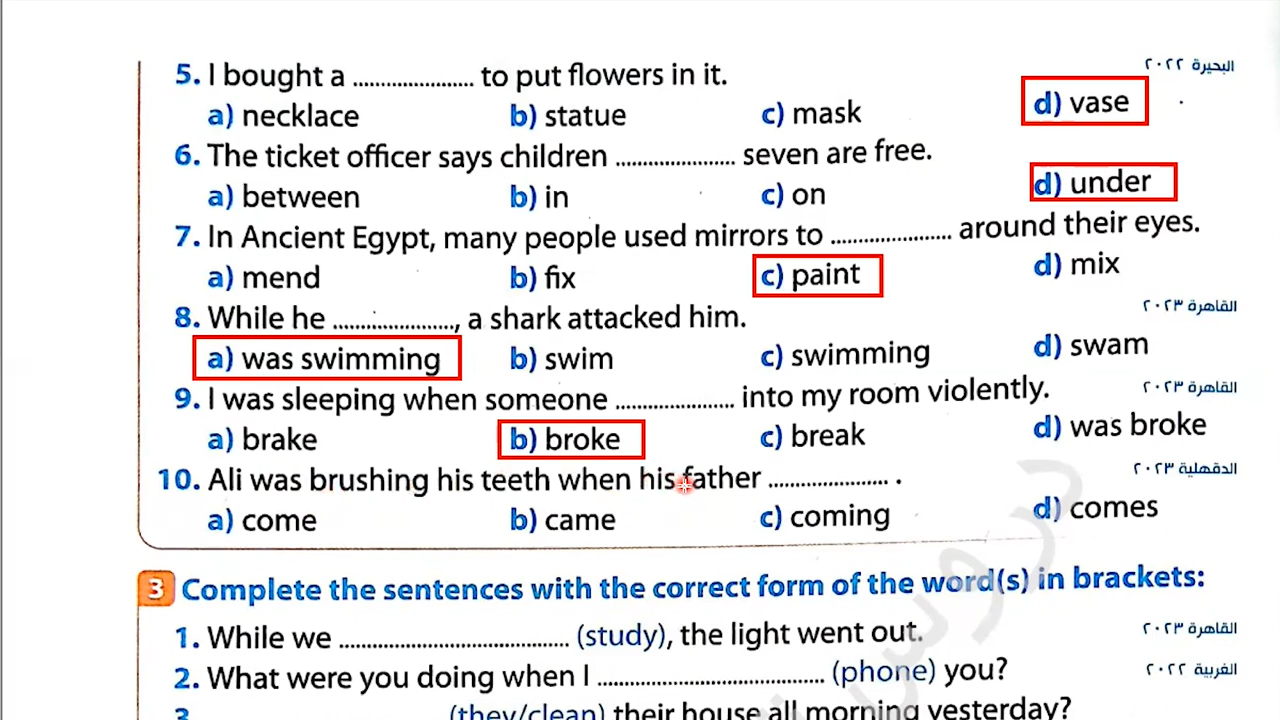 5. I bought a ........................ to put flowers in it. البحيرة ٢٠٢٢
a) necklace b) statue c) mask d) vase
6. The ticket officer says children ........................ seven are free.
a) between b) in c) on d) under
7. In Ancient Egypt, many people used mirrors to ........................ around their eyes.
a) mend b) fix c) paint d) mix
8. While he ........................, a shark attacked him. القاهرة ٢٠٢٣
a) was swimming b) swim c) swimming d) swam
9. I was sleeping when someone ........................ into my room violently. القاهرة ٢٠٢٣
a) brake b) broke c) break d) was broke
10. Ali was brushing his teeth when his father ........................ . الدقهلية ٢٠٢٣
a) come b) came c) coming d) comes
3 Complete the sentences with the correct form of the word(s) in brackets:
1. While we .............................................. (study), the light went out. القاهرة ٢٠٢٣
2. What were you doing when I .............................................. (phone) you? الغربية ٢٠٢٢
3. .............................................. (they/clean) their house all morning yesterday?
دروس